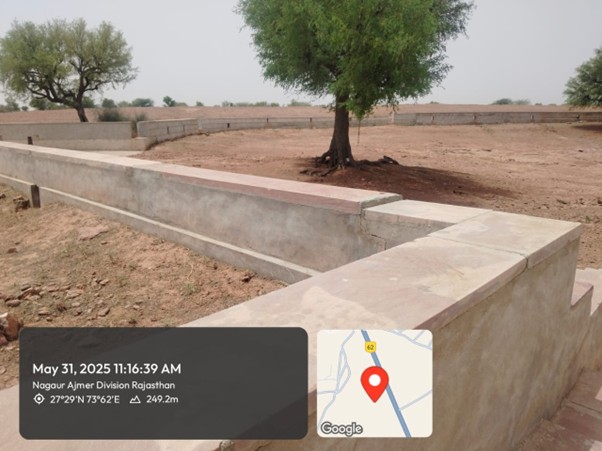 May 31, 2025 11:16:39 AM
Nagaur Ajmer Division Rajasthan
27°29'N 73°62'E 249.2m
62
Google